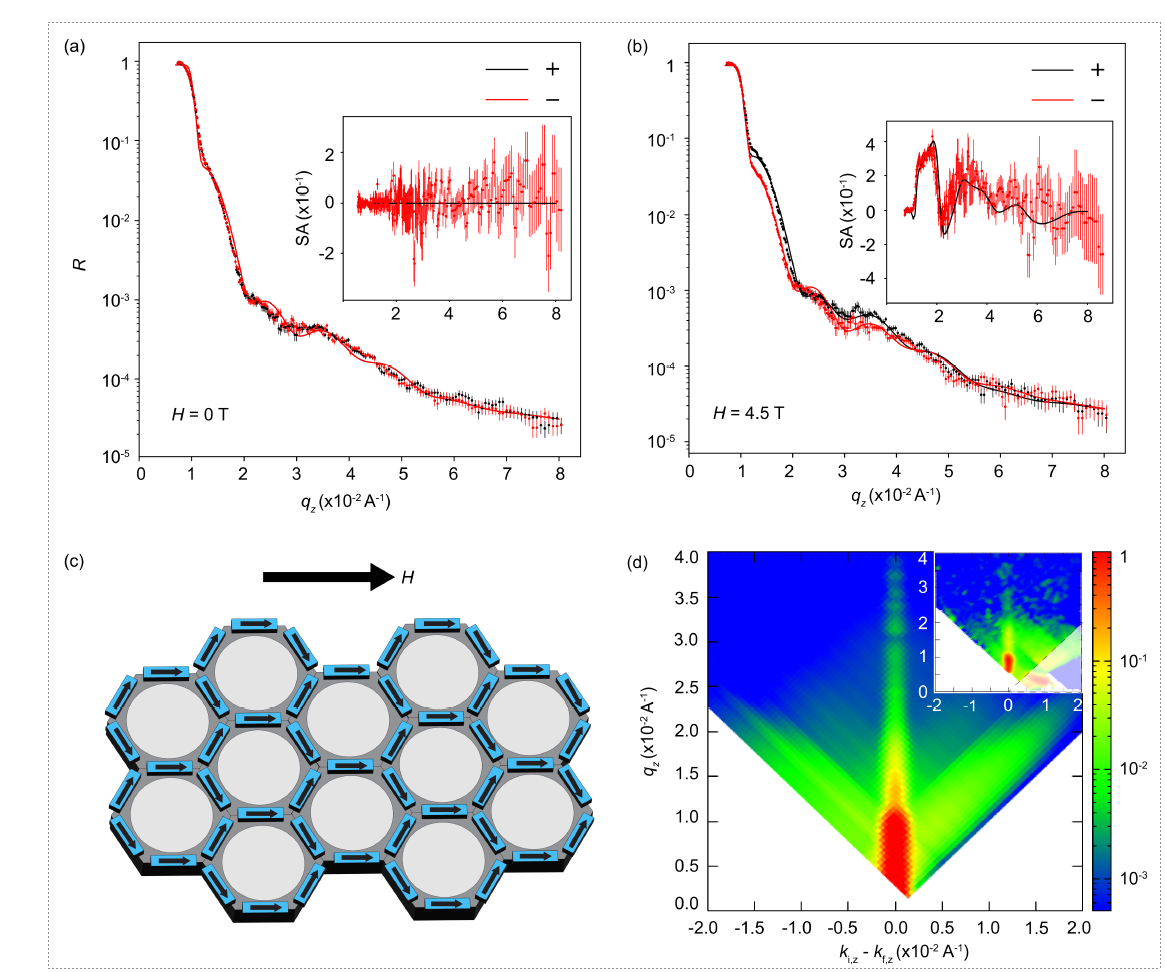 (a)
1
10⁻¹
10⁻²
10⁻³
10⁻⁴
10⁻⁵
R
+
−
SA (x10⁻¹)
2
0
-2
2 4 6 8
H = 0 T
0 1 2 3 4 5 6 7 8
q_z (x10⁻² A⁻¹)
(b)
1
10⁻¹
10⁻²
10⁻³
10⁻⁴
10⁻⁵
+
−
SA (x10⁻¹)
4
2
0
-2
-4
0 2 4 6 8
H = 4.5 T
0 1 2 3 4 5 6 7 8
q_z (x10⁻² A⁻¹)
(c)
H
(d)
4.0
3.5
3.0
2.5
2.0
1.5
1.0
0.5
0.0
q_z (x10⁻² A⁻¹)
4
3
2
1
0
-2 -1 0 1 2
-2.0 -1.5 -1.0 -0.5 0.0 0.5 1.0 1.5 2.0
k_i,z - k_f,z (x10⁻² A⁻¹)
1
10⁻¹
10⁻²
10⁻³